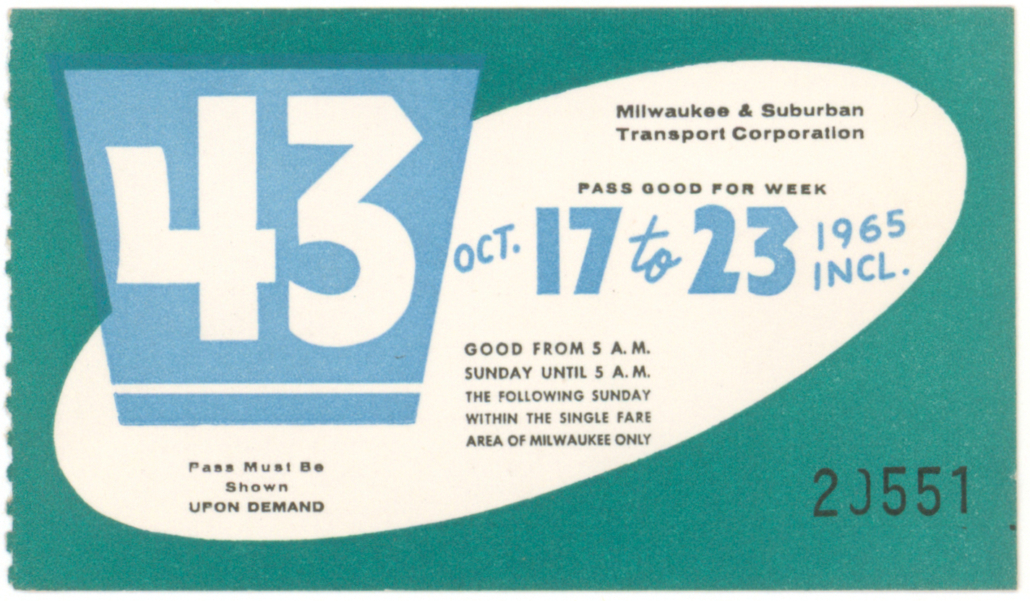 43
Milwaukee & Suburban
Transport Corporation
PASS GOOD FOR WEEK
OCT. 17 to 23 1965
INCL.
GOOD FROM 5 A. M.
SUNDAY UNTIL 5 A. M.
THE FOLLOWING SUNDAY
WITHIN THE SINGLE FARE
AREA OF MILWAUKEE ONLY
Pass Must Be
Shown
UPON DEMAND
20551